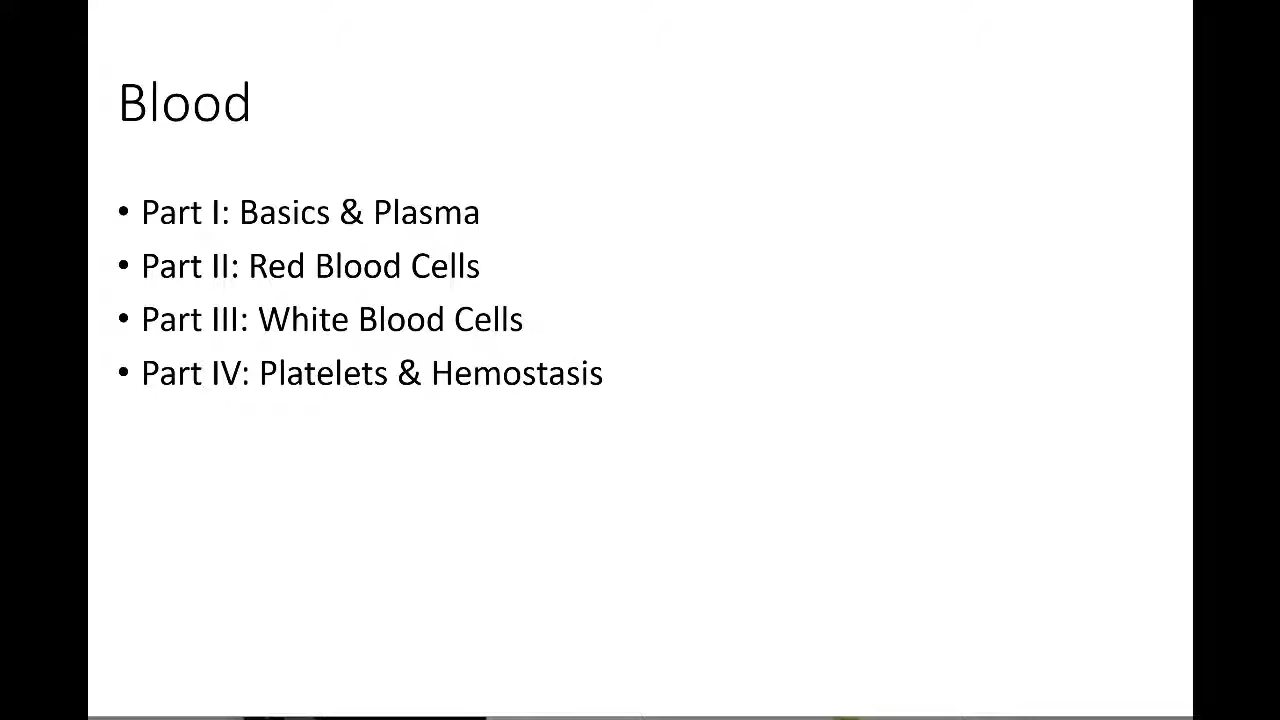 Blood
• Part I: Basics & Plasma
• Part II: Red Blood Cells
• Part III: White Blood Cells
• Part IV: Platelets & Hemostasis